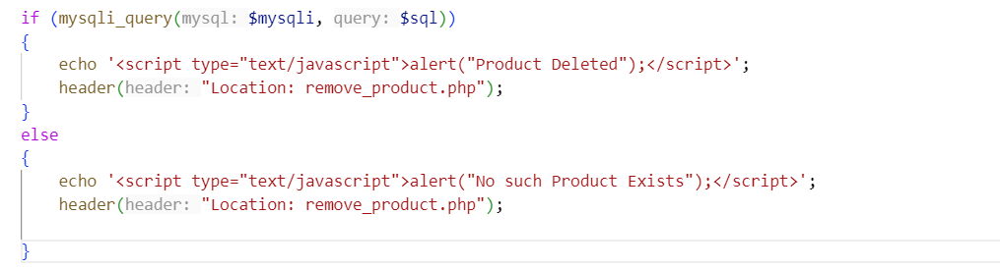 if (mysqli_query(mysql: $mysqli, query: $sql))
{
    echo '<script type="text/javascript">alert("Product Deleted");</script>';
    header(header: "Location: remove_product.php");
}
else
{
    echo '<script type="text/javascript">alert("No such Product Exists");</script>';
    header(header: "Location: remove_product.php");
}